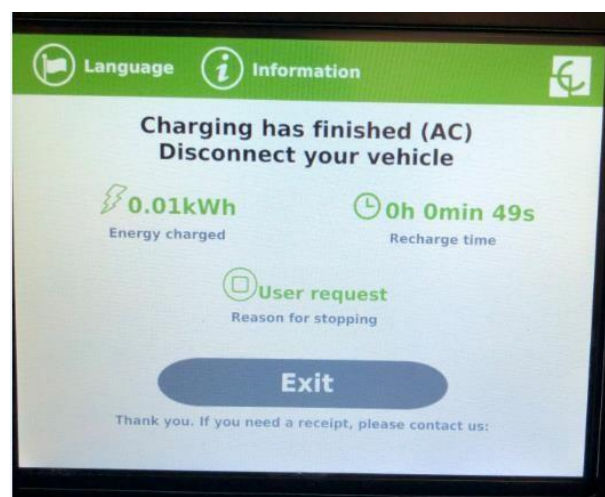 Language
Information
Charging has finished (AC)
Disconnect your vehicle
0.01kWh
0h 0min 49s
Energy charged
Recharge time
User request
Reason for stopping
Exit
Thank you. If you need a receipt, please contact us: